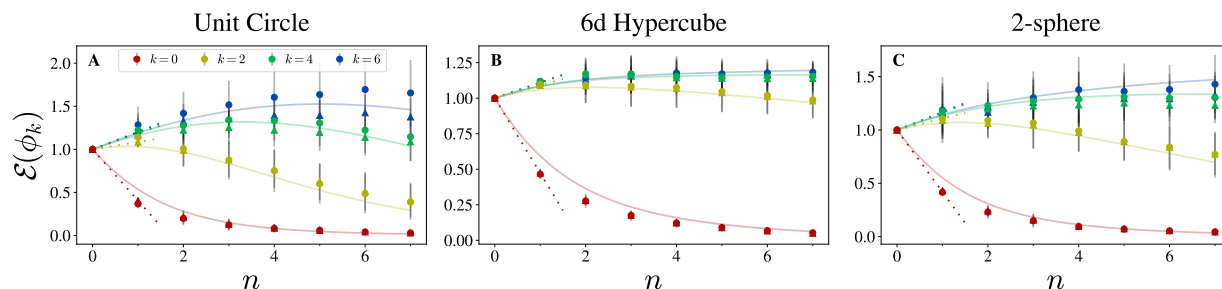 Unit Circle
6d Hypercube
2-sphere
A
k = 0
k = 2
k = 4
k = 6
B
C
ℰ(ϕₖ)
2.0
1.5
1.0
0.5
0.0
1.25
1.00
0.75
0.50
0.25
0.00
1.5
1.0
0.5
0.0
0 2 4 6
0 2 4 6
0 2 4 6
n
n
n